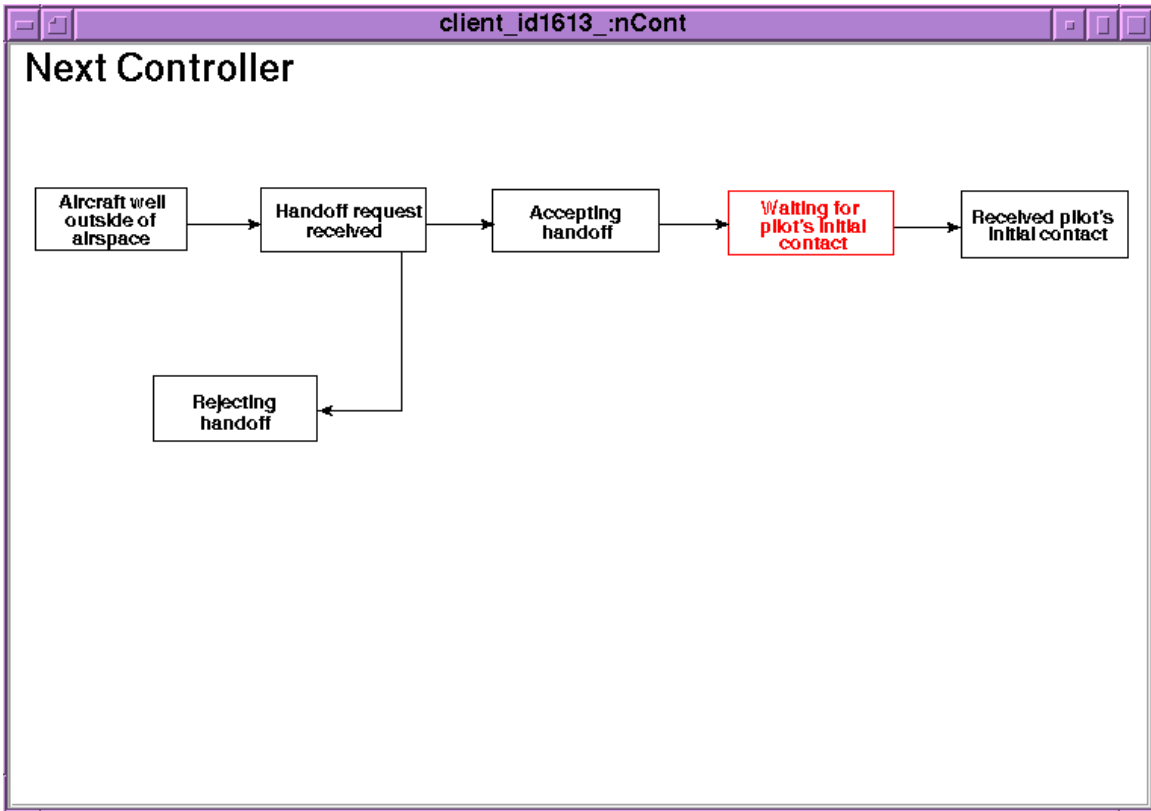 client_id1613_:nCont
Next Controller
Aircraft well
outside of
airspace
Handoff request
received
Accepting
handoff
Waiting for
pilot's initial
contact
Received pilot's
initial contact
Rejecting
handoff